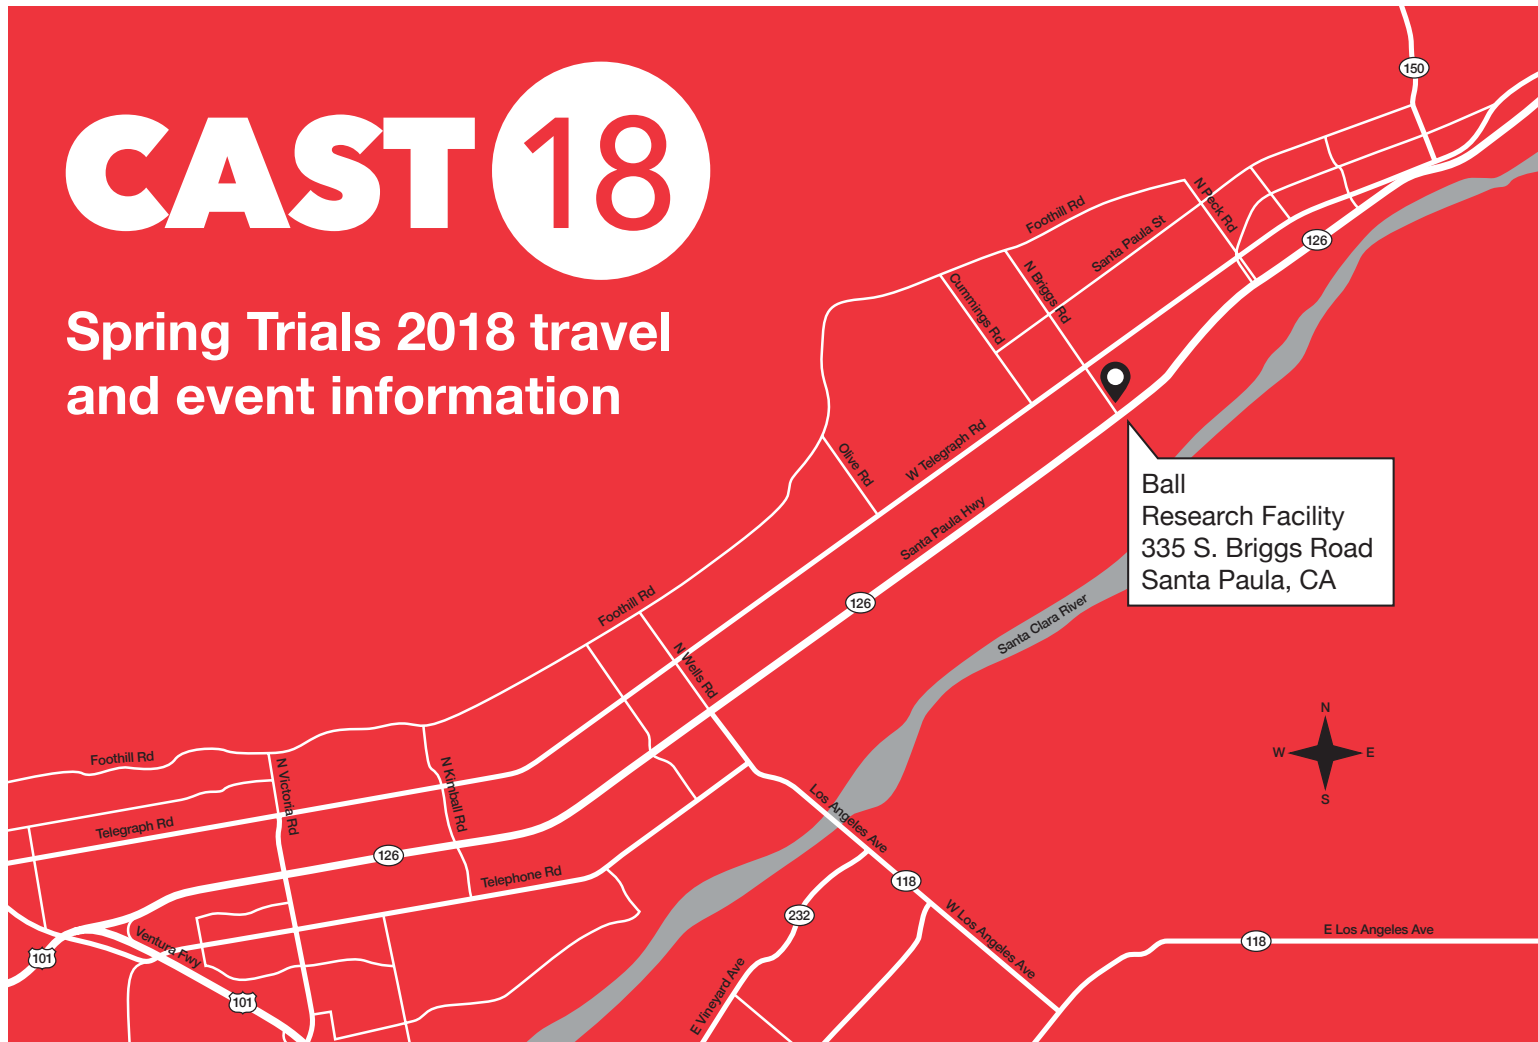 CAST 18
Spring Trials 2018 travel
and event information
150
N Peck Rd
Foothill Rd
Santa Paula St
126
N Briggs Rd
Cummings Rd
W Telegraph Rd
Olive Rd
Santa Paula Hwy
Ball
Research Facility
335 S. Briggs Road
Santa Paula, CA
126
Foothill Rd
Santa Clara River
N Wells Rd
N
W E
S
Foothill Rd
N Victoria Rd
N Kimball Rd
Los Angeles Ave
Telegraph Rd
126
Telephone Rd
118
232
W Los Angeles Ave
E Los Angeles Ave
118
Ventura Fwy
101
101
E Vineyard Ave